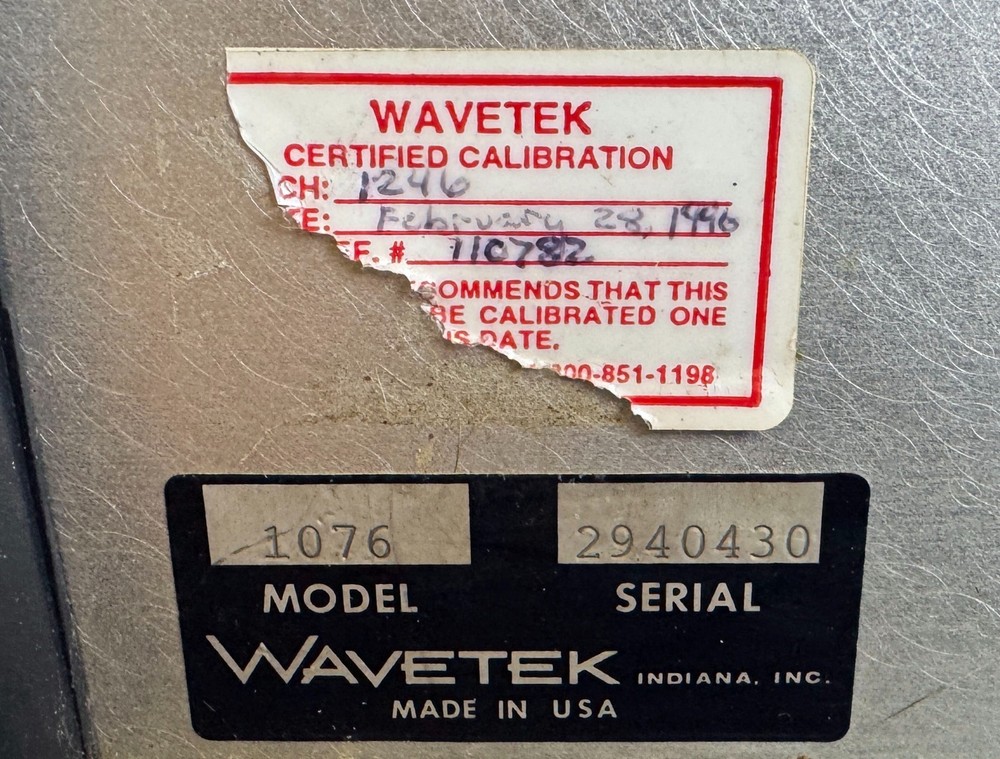 WAVETEK
CERTIFIED CALIBRATION
CH: 1246
E: February 28, 1996
F. # 110782
COMMENDS THAT THIS
BE CALIBRATED ONE
IS DATE.
00-851-1198
1076 2940430
MODEL SERIAL
WAVETEK INDIANA, INC.
MADE IN USA